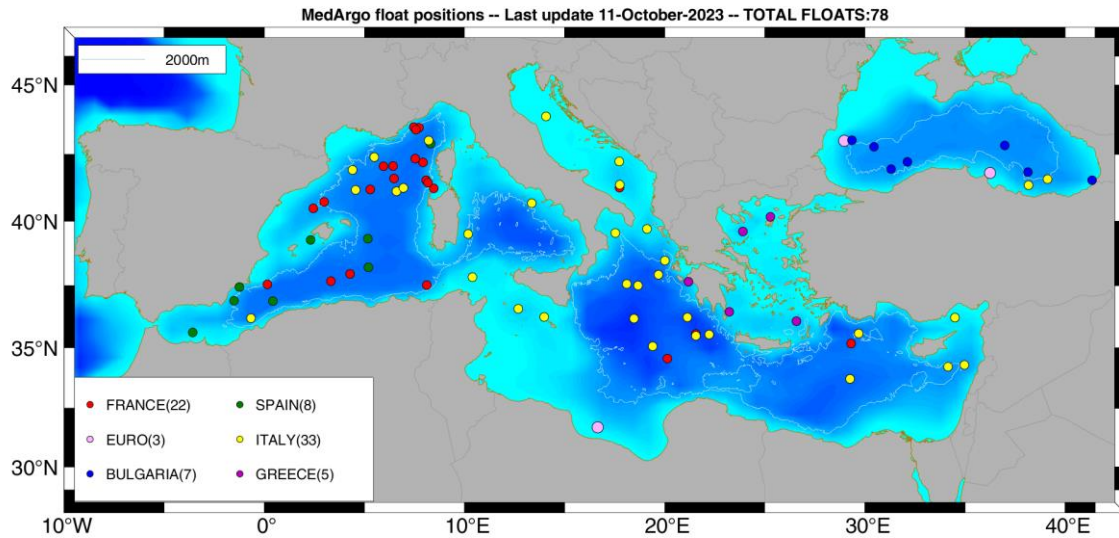 MedArgo float positions -- Last update 11-October-2023 -- TOTAL FLOATS:78
2000m
45°N
40°N
35°N
30°N
FRANCE(22)
SPAIN(8)
EURO(3)
ITALY(33)
BULGARIA(7)
GREECE(5)
10°W
0°
10°E
20°E
30°E
40°E